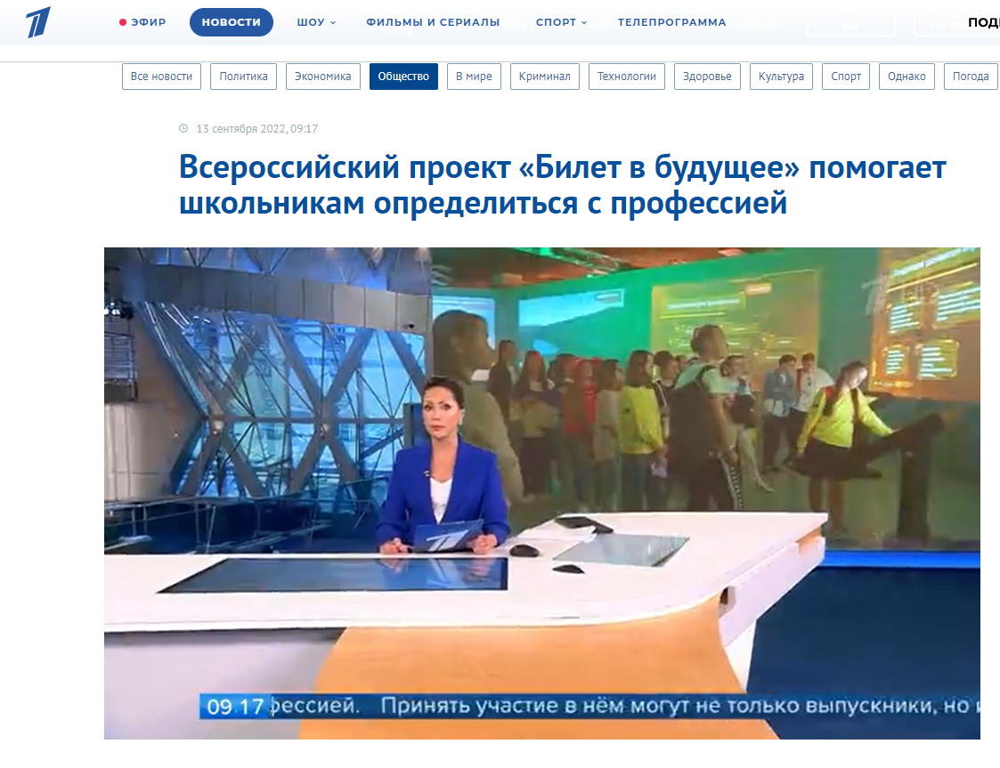 ЭФИР НОВОСТИ ШОУ ФИЛЬМЫ И СЕРИАЛЫ СПОРТ ТЕЛЕПРОГРАММА
Все новости Политика Экономика Общество В мире Криминал Технологии Здоровье Культура Спорт Однако Погода
13 сентября 2022, 09:17
Всероссийский проект «Билет в будущее» помогает
школьникам определиться с профессией
09.17 фессией. Принять участие в нём могут не только выпускники, но